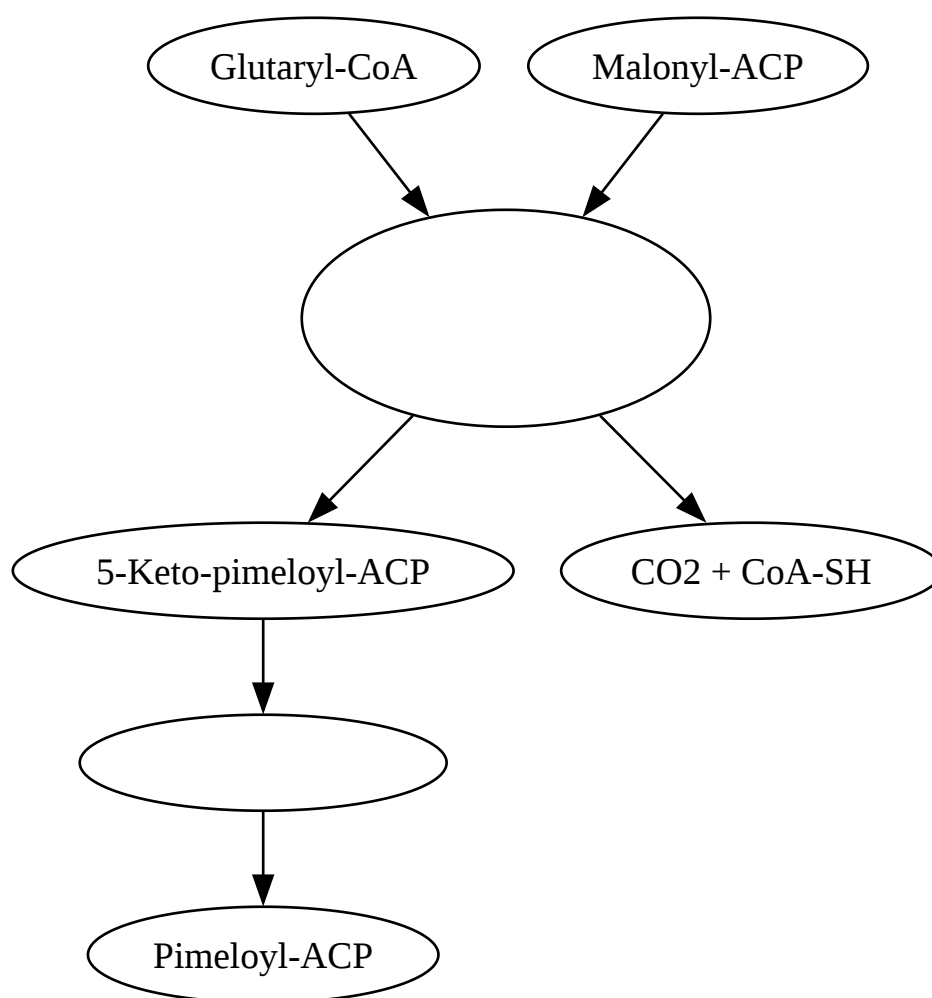 Glutaryl-CoA
Malonyl-ACP
5-Keto-pimeloyl-ACP
CO2 + CoA-SH
Pimeloyl-ACP